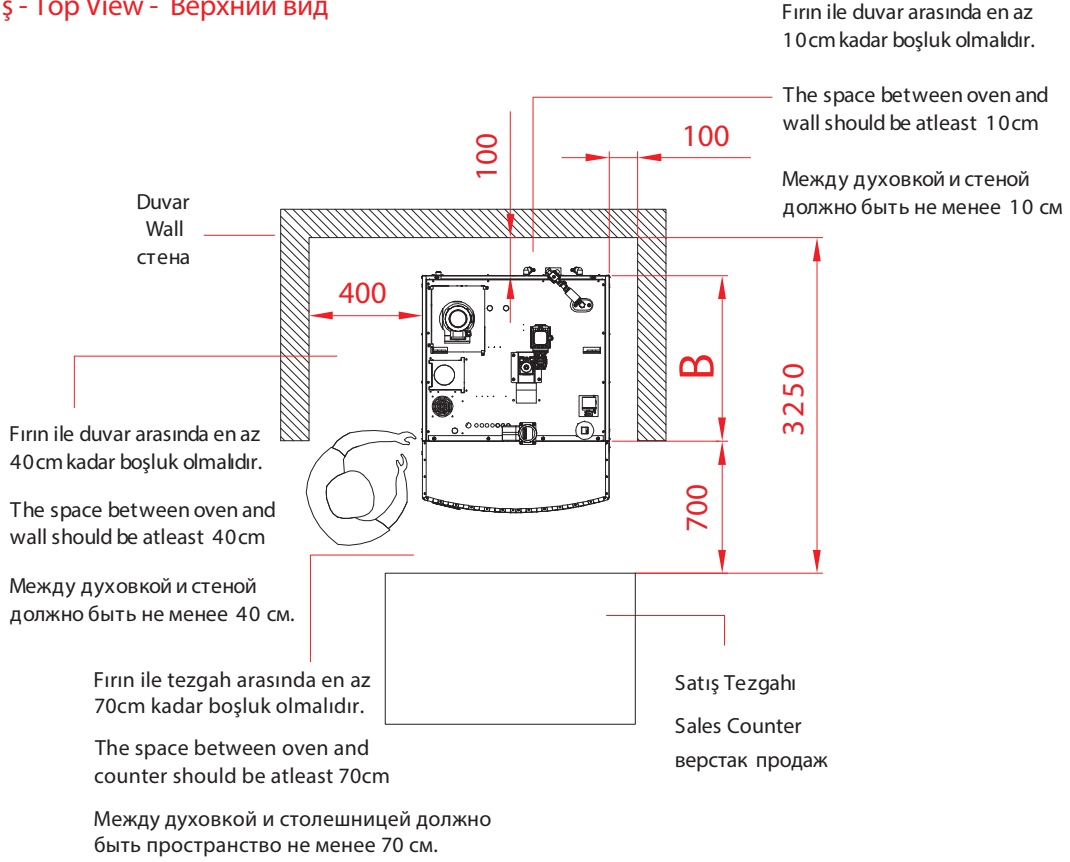 ş - Top View - Верхний вид
Fırın ile duvar arasında en az
10cm kadar boşluk olmalıdır.
The space between oven and
wall should be atleast 10cm
Между духовкой и стеной
должно быть не менее 10 см
100
100
Duvar
Wall
стена
400
B
3250
700
Fırın ile duvar arasında en az
40cm kadar boşluk olmalıdır.
The space between oven and
wall should be atleast 40cm
Между духовкой и стеной
должно быть не менее 40 см.
Fırın ile tezgah arasında en az
70cm kadar boşluk olmalıdır.
The space between oven and
counter should be atleast 70cm
Между духовкой и столешницей должно
быть пространство не менее 70 см.
Satış Tezgahı
Sales Counter
верстак продаж